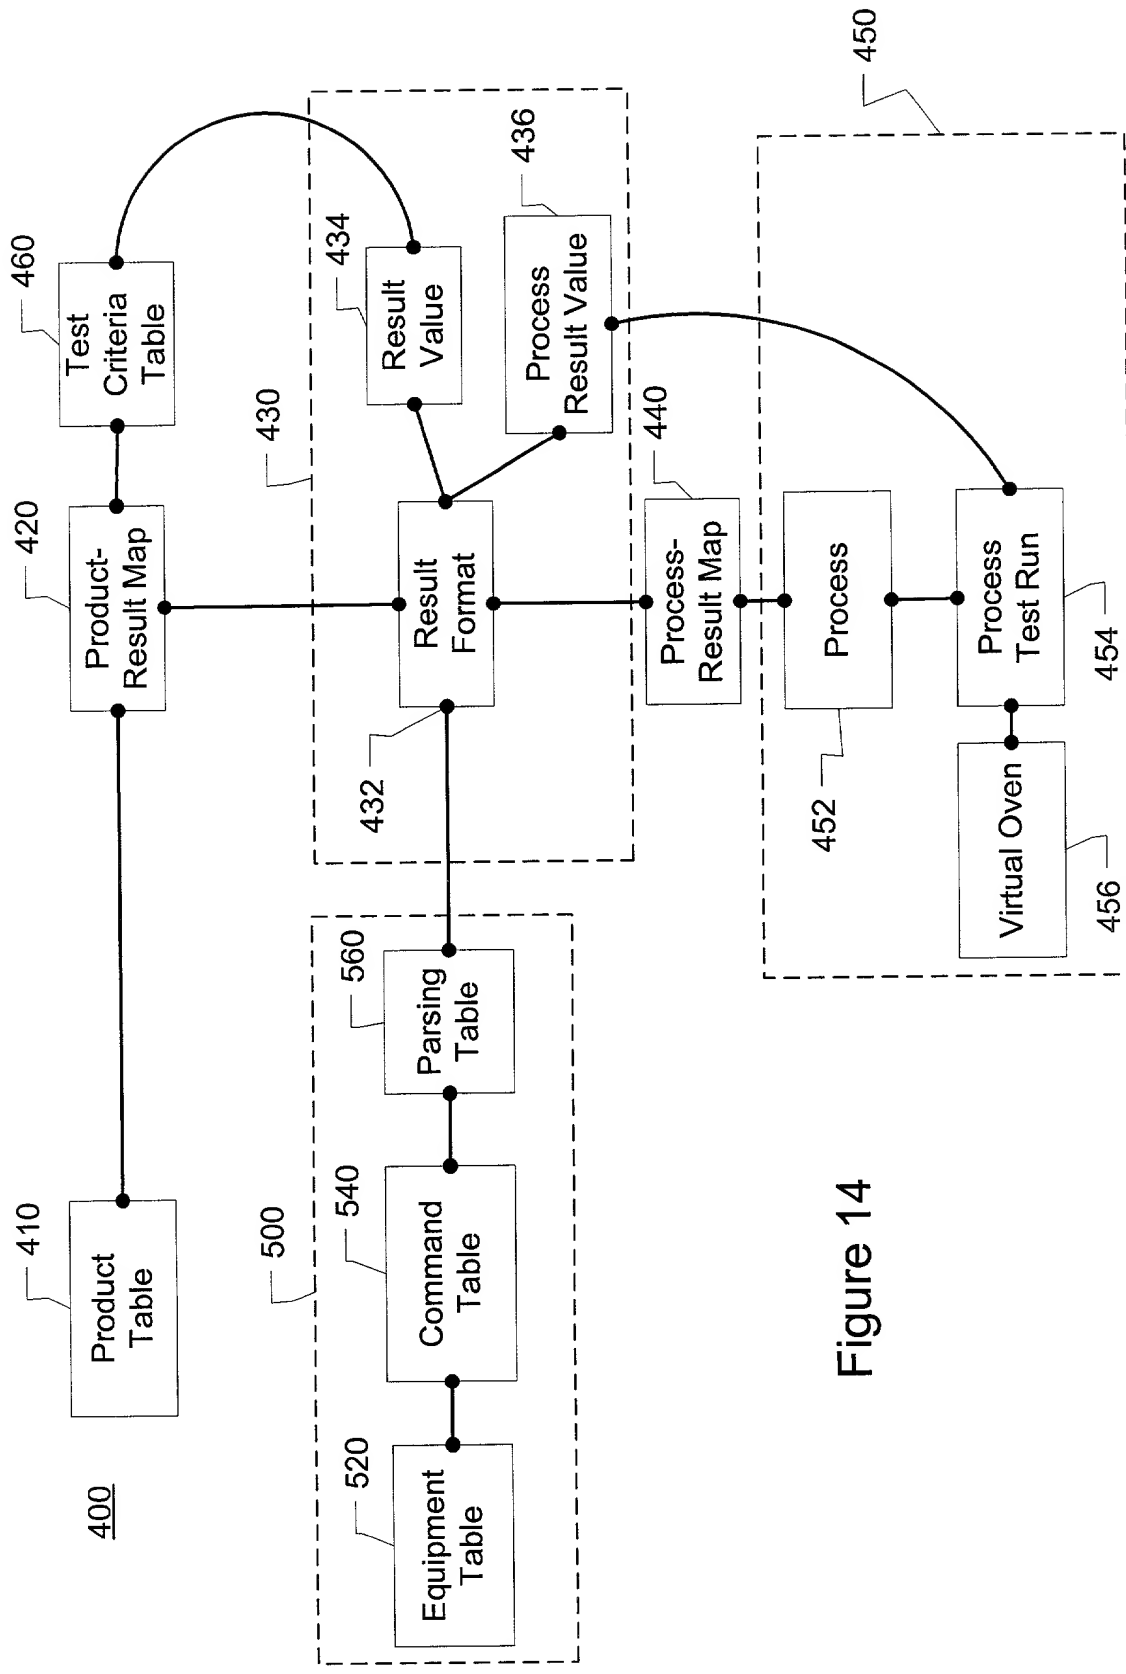 400
410
Product
Table
420
Product-
Result Map
460
Test
Criteria
Table
430
434
Result
Value
436
Process
Result Value
432
Result
Format
500
520
Equipment
Table
540
Command
Table
560
Parsing
Table
440
Process-
Result Map
450
452
Process
454
Process
Test Run
456
Virtual Oven
Figure 14